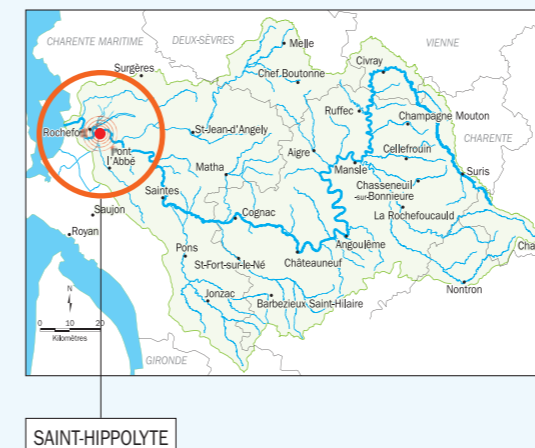 CHARENTE MARITIME
DEUX-SÈVRES
VIENNE
Melle
Civray
Surgères
Chef.Boutonne
Ruffec
Champagne Mouton
Rochefort
St-Jean-d'Angely
CHARENTE
Pont
l'Abbé
Aigre
Cellefrouin
Matha
Mansle
Suris
Chasseneuil
-sur-
Bonnieure
Saintes
La Rochefoucauld
Saujon
Cognac
Royan
Angoulême
Pons
St-Fort-sur-le-Né
Châteauneuf
Cha
Nontron
Jonzac
Barbezieux Saint-Hilaire
N
0 10 20
Kilomètres
GIRONDE
SAINT-HIPPOLYTE